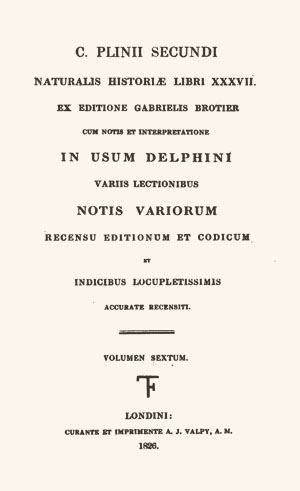 C. PLINII SECUNDI
NATURALIS HISTORIÆ LIBRI XXXVII.
EX EDITIONE GABRIELIS BROTIER
CUM NOTIS ET INTERPRETATIONE
IN USUM DELPHINI
VARIIS LECTIONIBUS
NOTIS VARIORUM
RECENSU EDITIONUM ET CODICUM
ET
INDICIBUS LOCUPLETISSIMIS
ACCURATE RECENSITI.
VOLUMEN SEXTUM.
LONDINI:
CURANTE ET IMPRIMENTE A. J. VALPY, A. M.
1826.